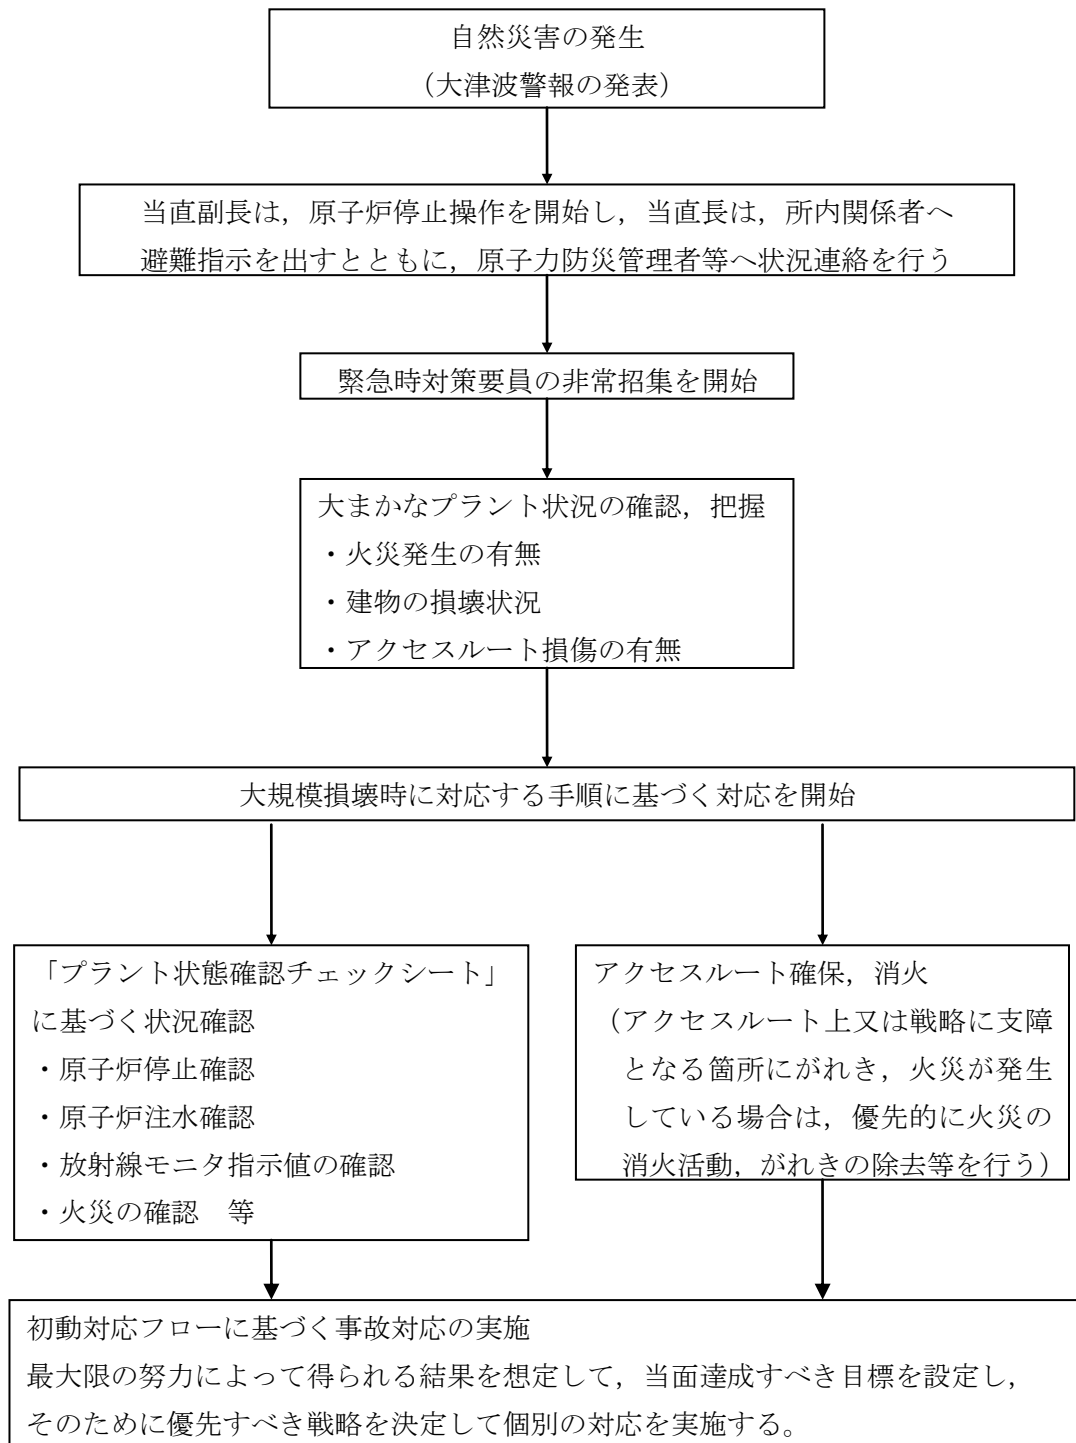 自然災害の発生
（大津波警報の発表）
当直副長は，原子炉停止操作を開始し，当直長は，所内関係者へ
避難指示を出すとともに，原子力防災管理者等へ状況連絡を行う
緊急時対策要員の非常招集を開始
大まかなプラント状況の確認，把握
・火災発生の有無
・建物の損壊状況
・アクセスルート損傷の有無
大規模損壊時に対応する手順に基づく対応を開始
「プラント状態確認チェックシート」
に基づく状況確認
・原子炉停止確認
・原子炉注水確認
・放射線モニタ指示値の確認
・火災の確認　等
アクセスルート確保，消火
（アクセスルート上又は戦略に支障
となる箇所にがれき，火災が発生
している場合は，優先的に火災の
消火活動，がれきの除去等を行う）
初動対応フローに基づく事故対応の実施
最大限の努力によって得られる結果を想定して，当面達成すべき目標を設定し，
そのために優先すべき戦略を決定して個別の対応を実施する。